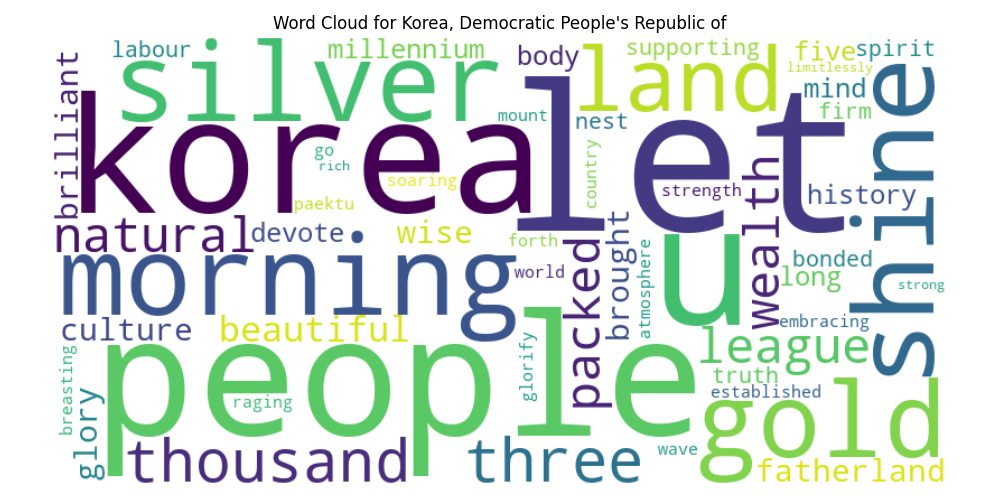 Word Cloud for Korea, Democratic People's Republic of
labour
millennium
body
supporting
five
spirit
limitlessly
silver
land
mind
firm
brilliant
korea
let
shine
mount
nest
go
rich
soaring
country
strength
history
paektu
natural
devote
wise
forth
packed
brought
u
wealth
morning
world
atmosphere
bonded
long
strong
culture
beautiful
embracing
league
people
glorify
truth
established
breasting
glory
raging
gold
thousand
three
wave
fatherland